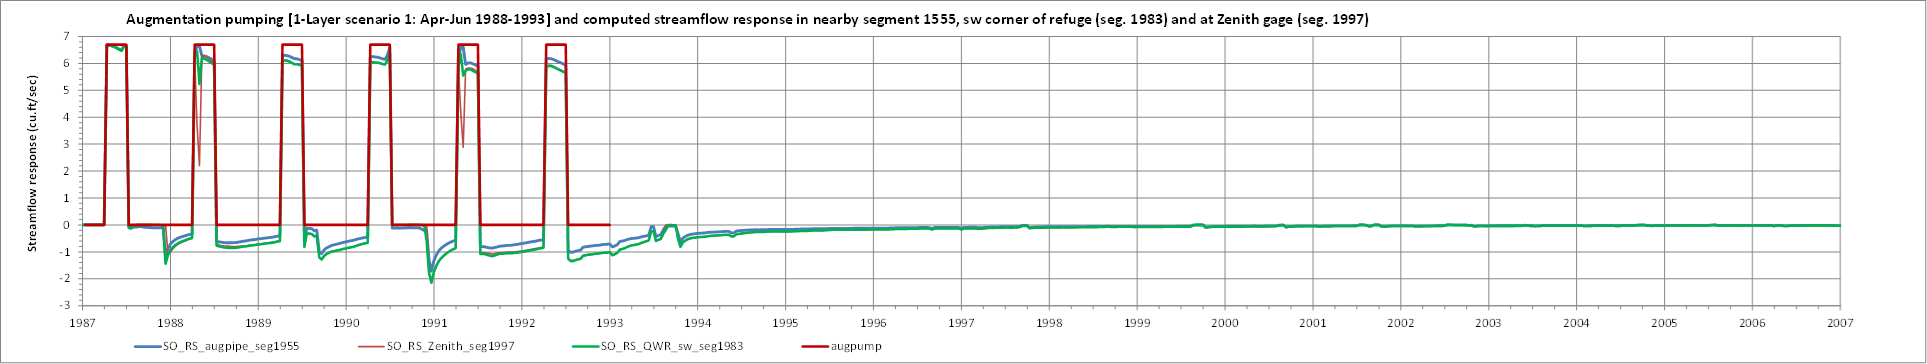 Augmentation pumping [1-Layer scenario 1: Apr-Jun 1988-1993] and computed streamflow response in nearby segment 1555, sw corner of refuge (seg. 1983) and at Zenith gage (seg. 1997)
Streamflow response (cu.ft/sec)
7
6
5
4
3
2
1
0
-1
-2
-3
1987 1988 1989 1990 1991 1992 1993 1994 1995 1996 1997 1998 1999 2000 2001 2002 2003 2004 2005 2006 2007
SO_RS_augpipe_seg1955 SO_RS_Zenith_seg1997 SO_RS_QWR_sw_seg1983 augpump